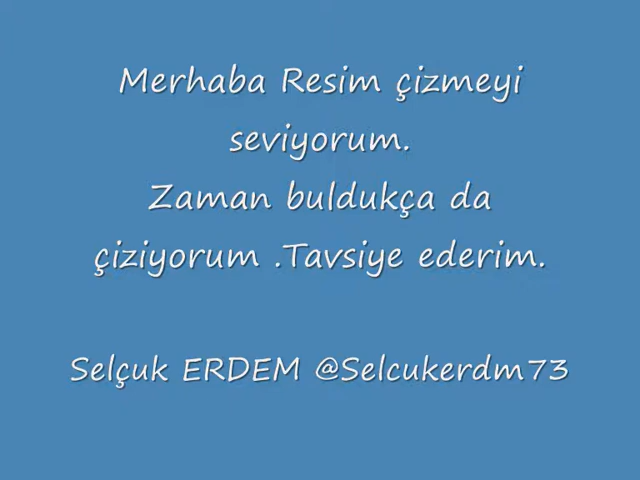 Merhaba Resim çizmeyi
seviyorum.
Zaman buldukça da
çiziyorum .Tavsiye ederim.
Selçuk ERDEM @Selcukerdm73